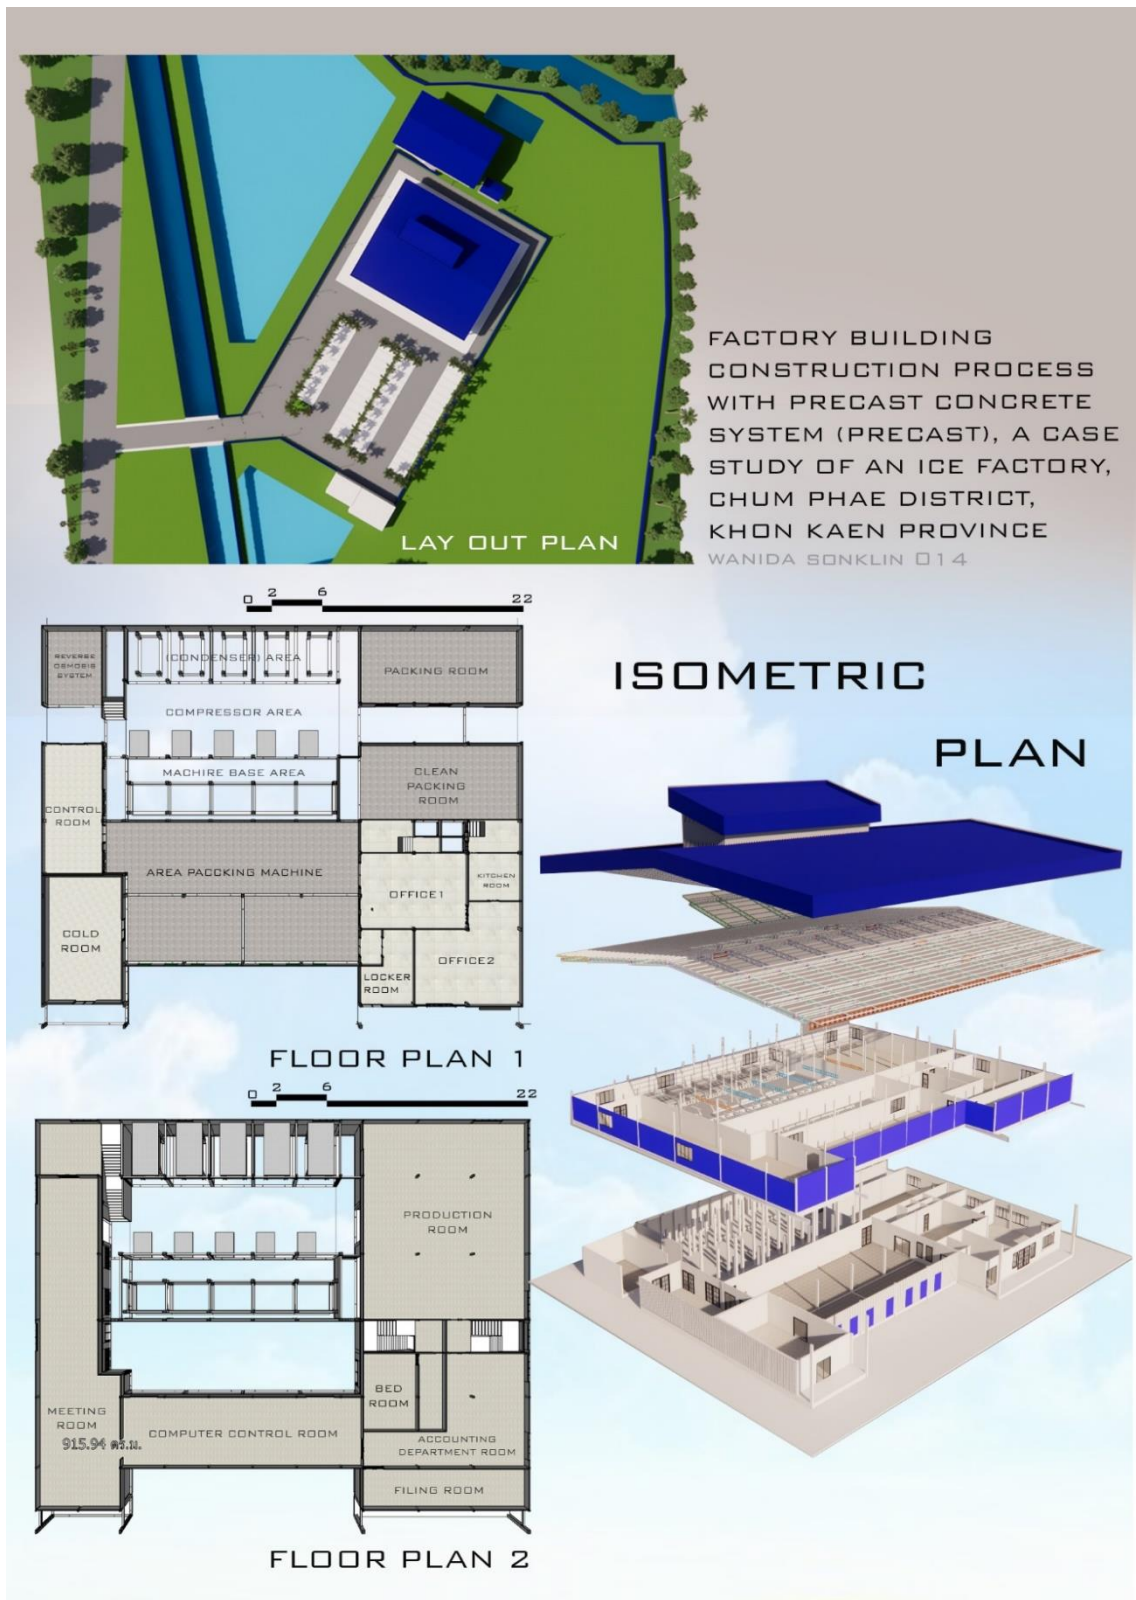 FACTORY BUILDING
CONSTRUCTION PROCESS
WITH PRECAST CONCRETE
SYSTEM (PRECAST), A CASE
STUDY OF AN ICE FACTORY,
CHUM PHAE DISTRICT,
KHON KAEN PROVINCE
WANIDA SONKLIN 014
LAY OUT PLAN
0 2 6 22
REVERSE
OSMOSIS
SYSTEM
(CONDENSER) AREA
PACKING ROOM
COMPRESSOR AREA
MACHIRE BASE AREA
CLEAN
PACKING
ROOM
CONTROL
ROOM
AREA PACCKING MACHINE
OFFICE1
KITCHEN
ROOM
COLD
ROOM
LOCKER
ROOM
OFFICE2
FLOOR PLAN 1
ISOMETRIC
PLAN
0 2 6 22
PRODUCTION
ROOM
BED
ROOM
MEETING
ROOM
915.94 ตร.ม.
COMPUTER CONTROL ROOM
ACCOUNTING
DEPARTMENT ROOM
FILING ROOM
FLOOR PLAN 2